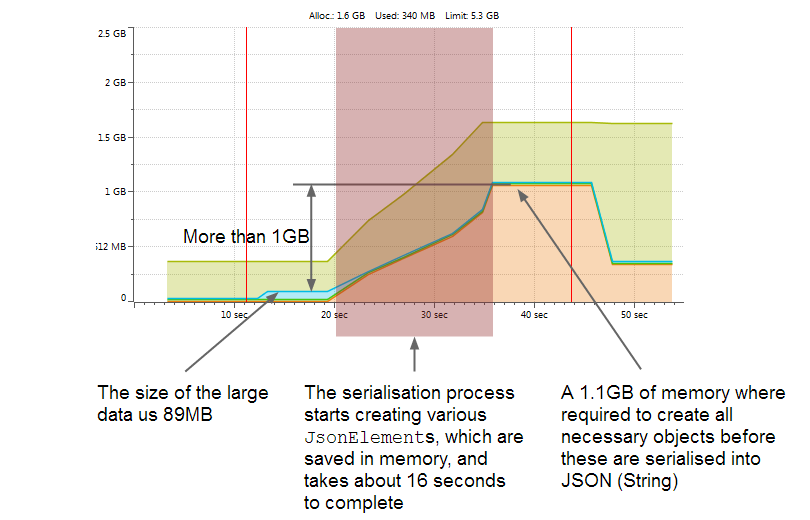 Alloc.: 1.6 GB Used: 340 MB Limit: 5.3 GB
2.5 GB
2 GB
1.5 GB
1 GB
More than 1GB
512 MB
0
10 sec 20 sec 30 sec 40 sec 50 sec
The size of the large
data us 89MB
The serialisation process
starts creating various
JsonElements, which are
saved in memory, and
takes about 16 seconds
to complete
A 1.1GB of memory where
required to create all
necessary objects before
these are serialised into
JSON (String)